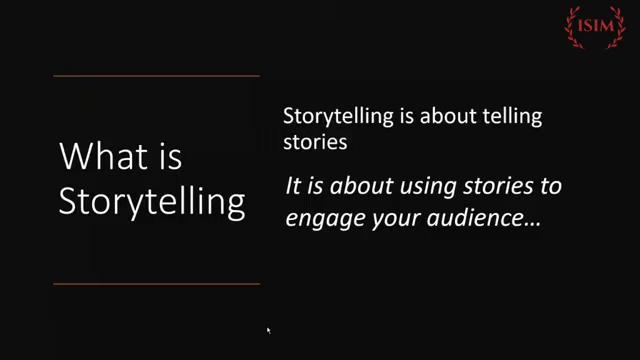 ISIM
What is
Storytelling
Storytelling is about telling
stories
It is about using stories to
engage your audience...